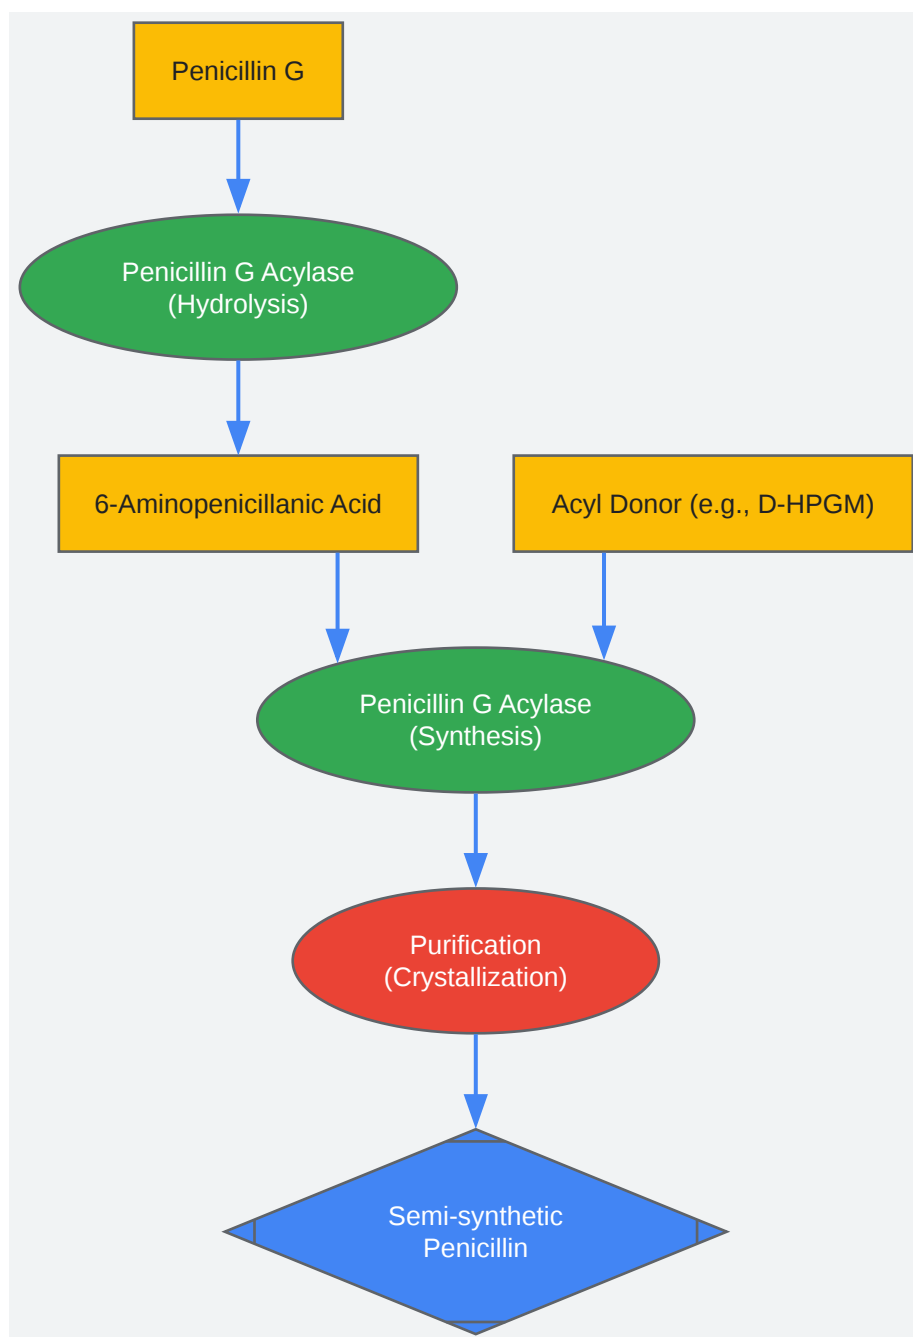 Penicillin G
Penicillin G Acylase
(Hydrolysis)
6-Aminopenicillanic Acid
Acyl Donor (e.g., D-HPGM)
Penicillin G Acylase
(Synthesis)
Purification
(Crystallization)
Semi-synthetic
Penicillin